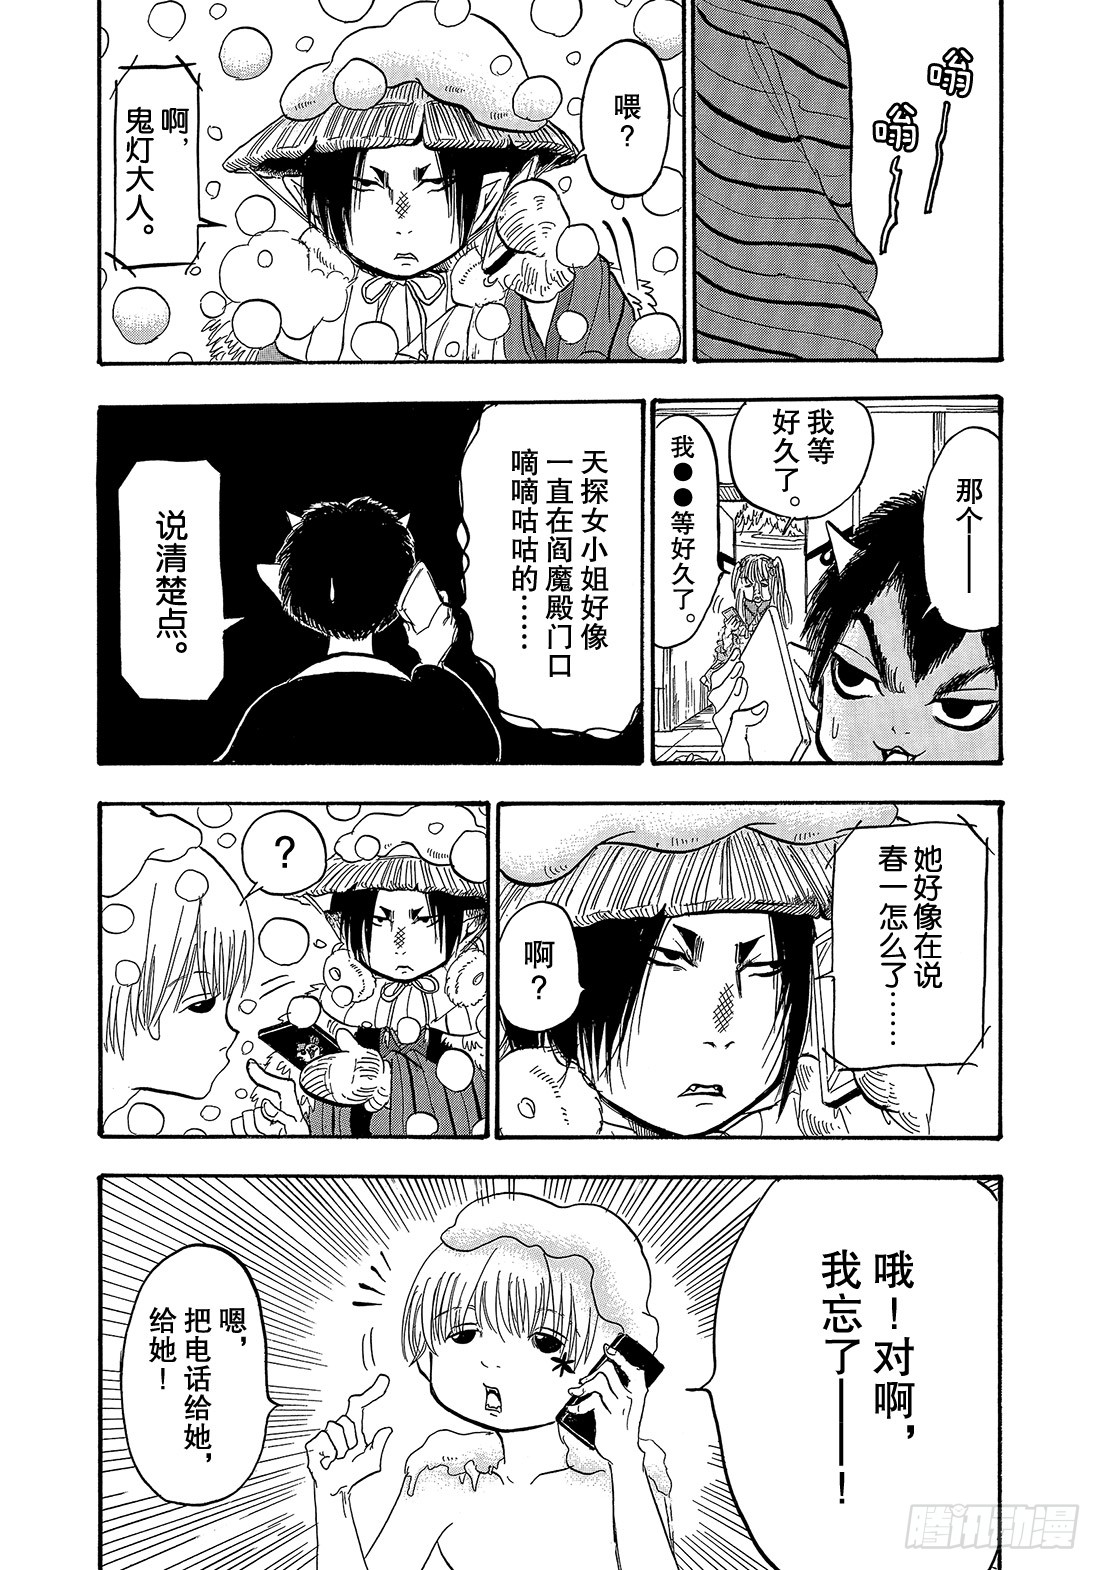 嗡
嗡
喂？
啊，
鬼灯大人。
那个——
我等
好久了。
我●●等好久了。
天探女小姐好像
一直在阎魔殿门口
嘀嘀咕咕的……
说清楚点。
她好像在说
春一怎么了……
啊？
？
哦！对啊，
我忘了——！
嗯，
把电话给她，
给她！
腾讯动漫